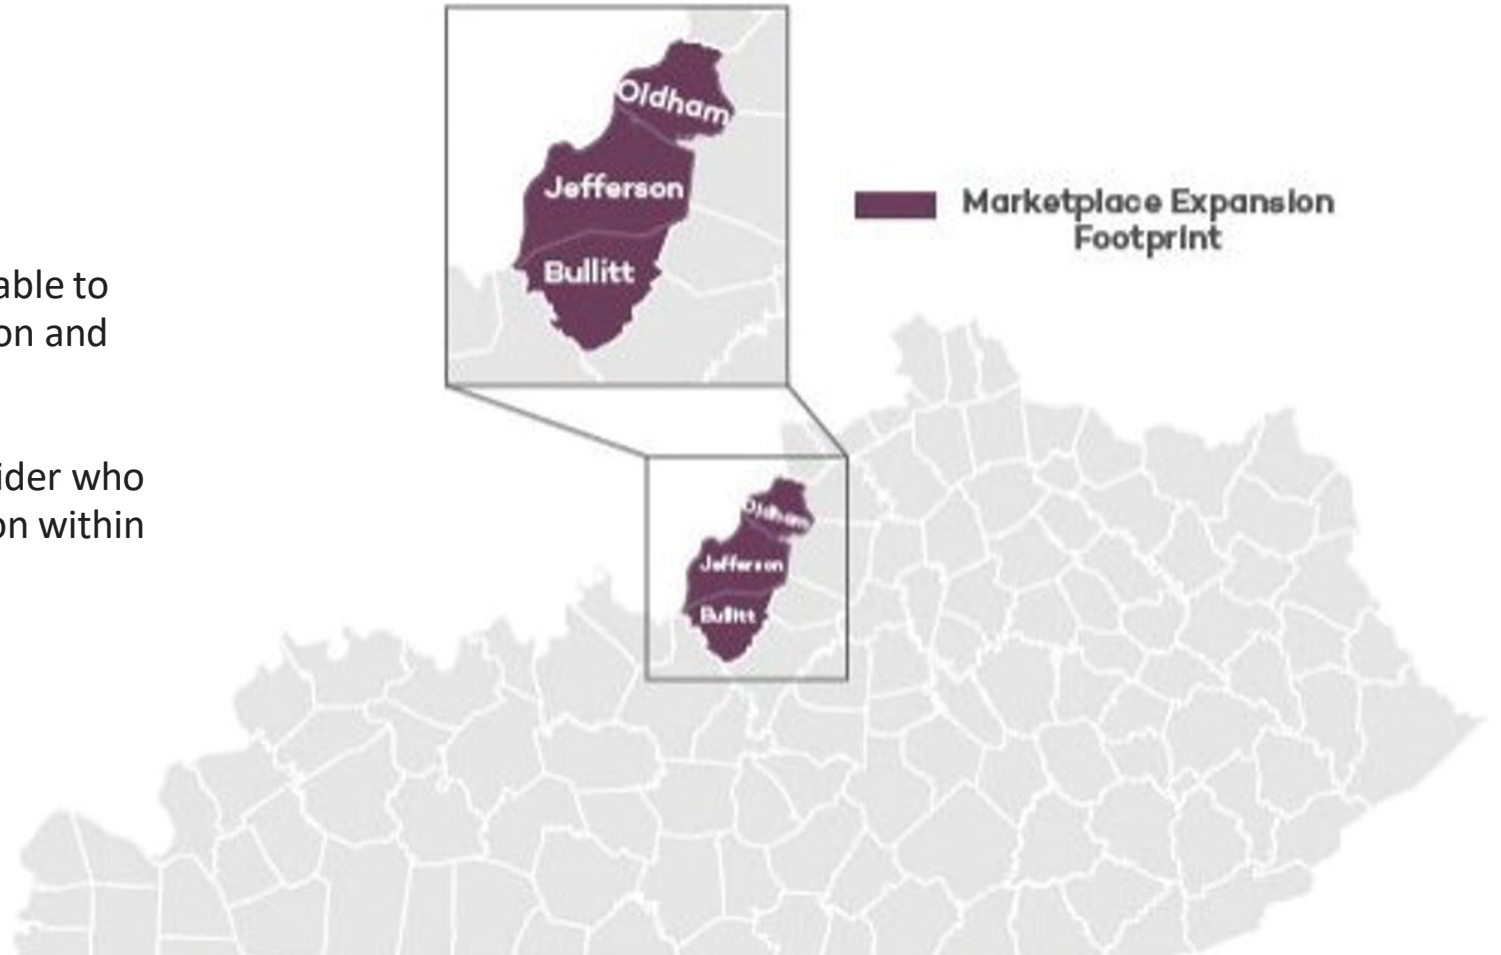 able to
on and
ider who
on within
Oldham
Jefferson
Bullitt
Marketplace Expansion
Footprint
Oldham
Jefferson
Bullitt